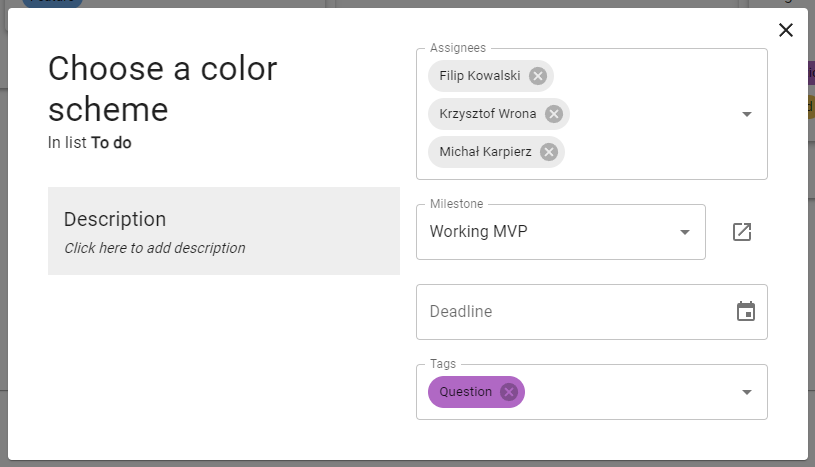 Feature
Choose a color
scheme
In list To do
Description
Click here to add description
Assignees
Filip Kowalski
Krzysztof Wrona
Michał Karpierz
Milestone
Working MVP
Deadline
Tags
Question